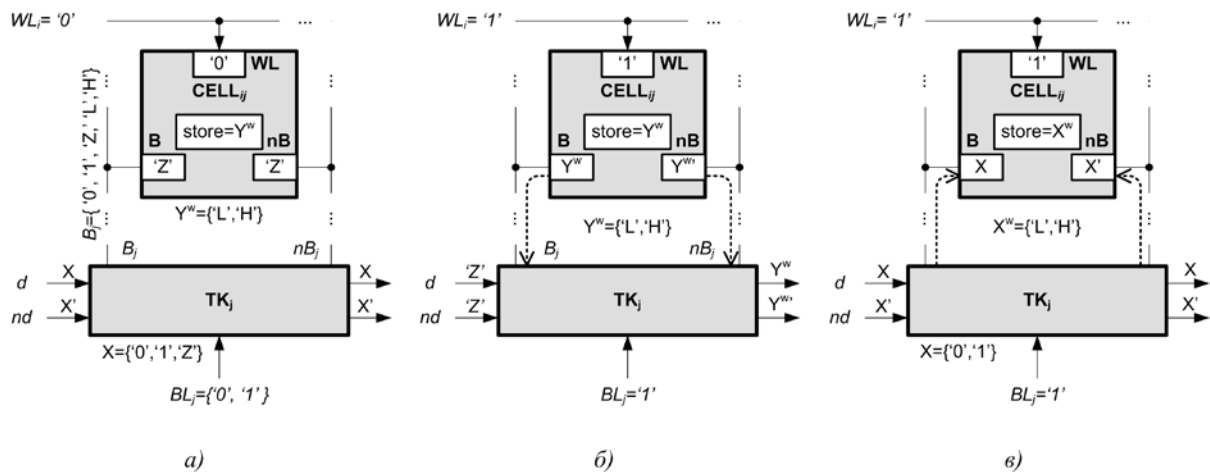 WLi= ‘0’ ...
‘0’ WL
CELLij
store=Yw
B nB
‘Z’ ‘Z’
Yw={‘L’,‘H’}
Bj={ ‘0’, ‘1’, ‘Z,’ ‘L’,‘H’}
Bj nBj
d X X
TKj
nd X’ X’
X={‘0’,‘1’,‘Z’}
BLj={‘0’, ‘1’ }
а)
WLi= ‘1’ ...
‘1’ WL
CELLij
store=Yw
B nB
Yw Yw’
Yw={‘L’,‘H’}
Bj nBj
d ‘Z’ Yw
TKj
nd ‘Z’ Yw’
BLj=‘1’
б)
WLi= ‘1’ ...
‘1’ WL
CELLij
store=Xw
B nB
X X’
Xw={‘L’,‘H’}
d X X
TKj
nd X’ X’
X={‘0’,‘1’}
BLj=‘1’
в)